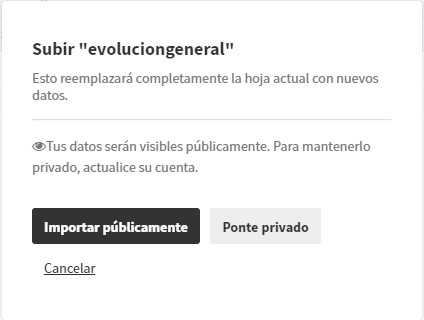 Subir "evoluciongeneral"
Esto reemplazará completamente la hoja actual con nuevos
datos.
Tus datos serán visibles públicamente. Para mantenerlo
privado, actualice su cuenta.
Importar públicamente
Ponte privado
Cancelar